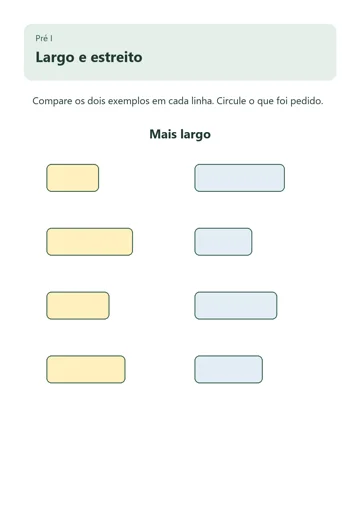 Pré I
Largo e estreito
Compare os dois exemplos em cada linha. Circule o que foi pedido.
Mais largo